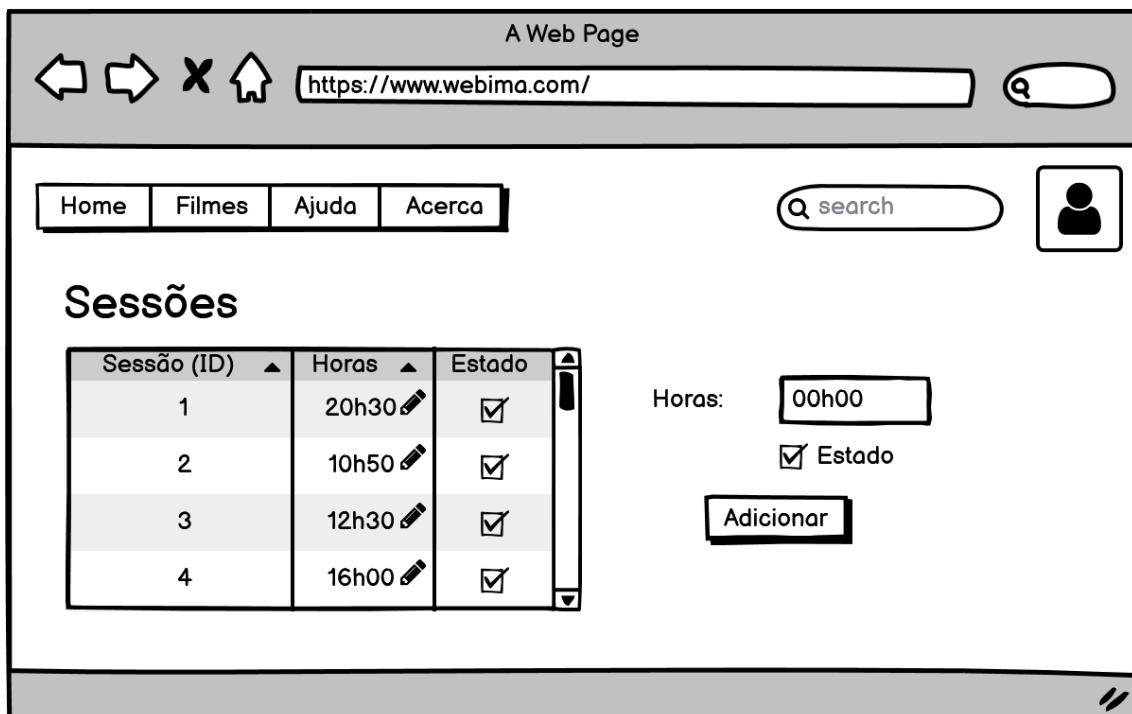 A Web Page
https://www.webima.com/
Home Filmes Ajuda Acerca
search
Sessões
Sessão (ID) Horas Estado
1 20h30
2 10h50
3 12h30
4 16h00
Horas: 00h00
Estado
Adicionar